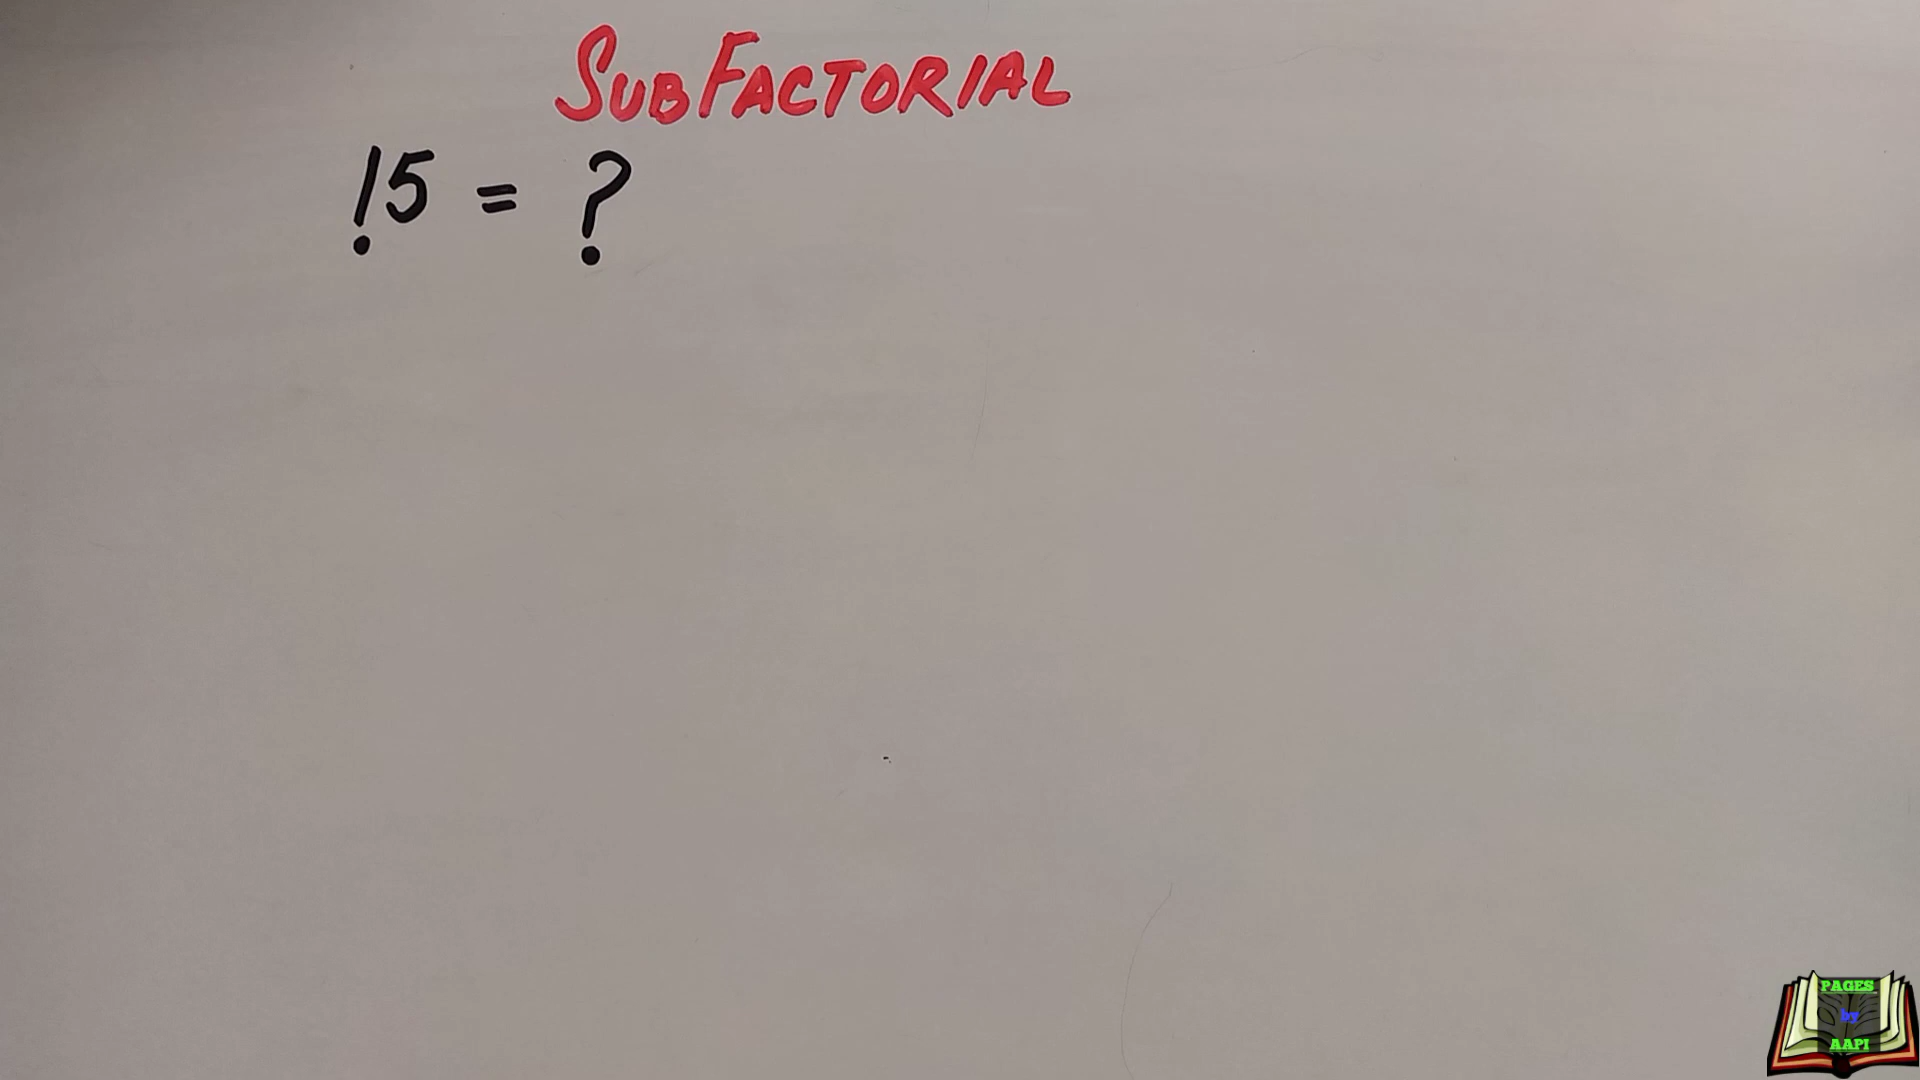 SUBFACTORIAL
!5 = ?
PAGES
by
AAPI